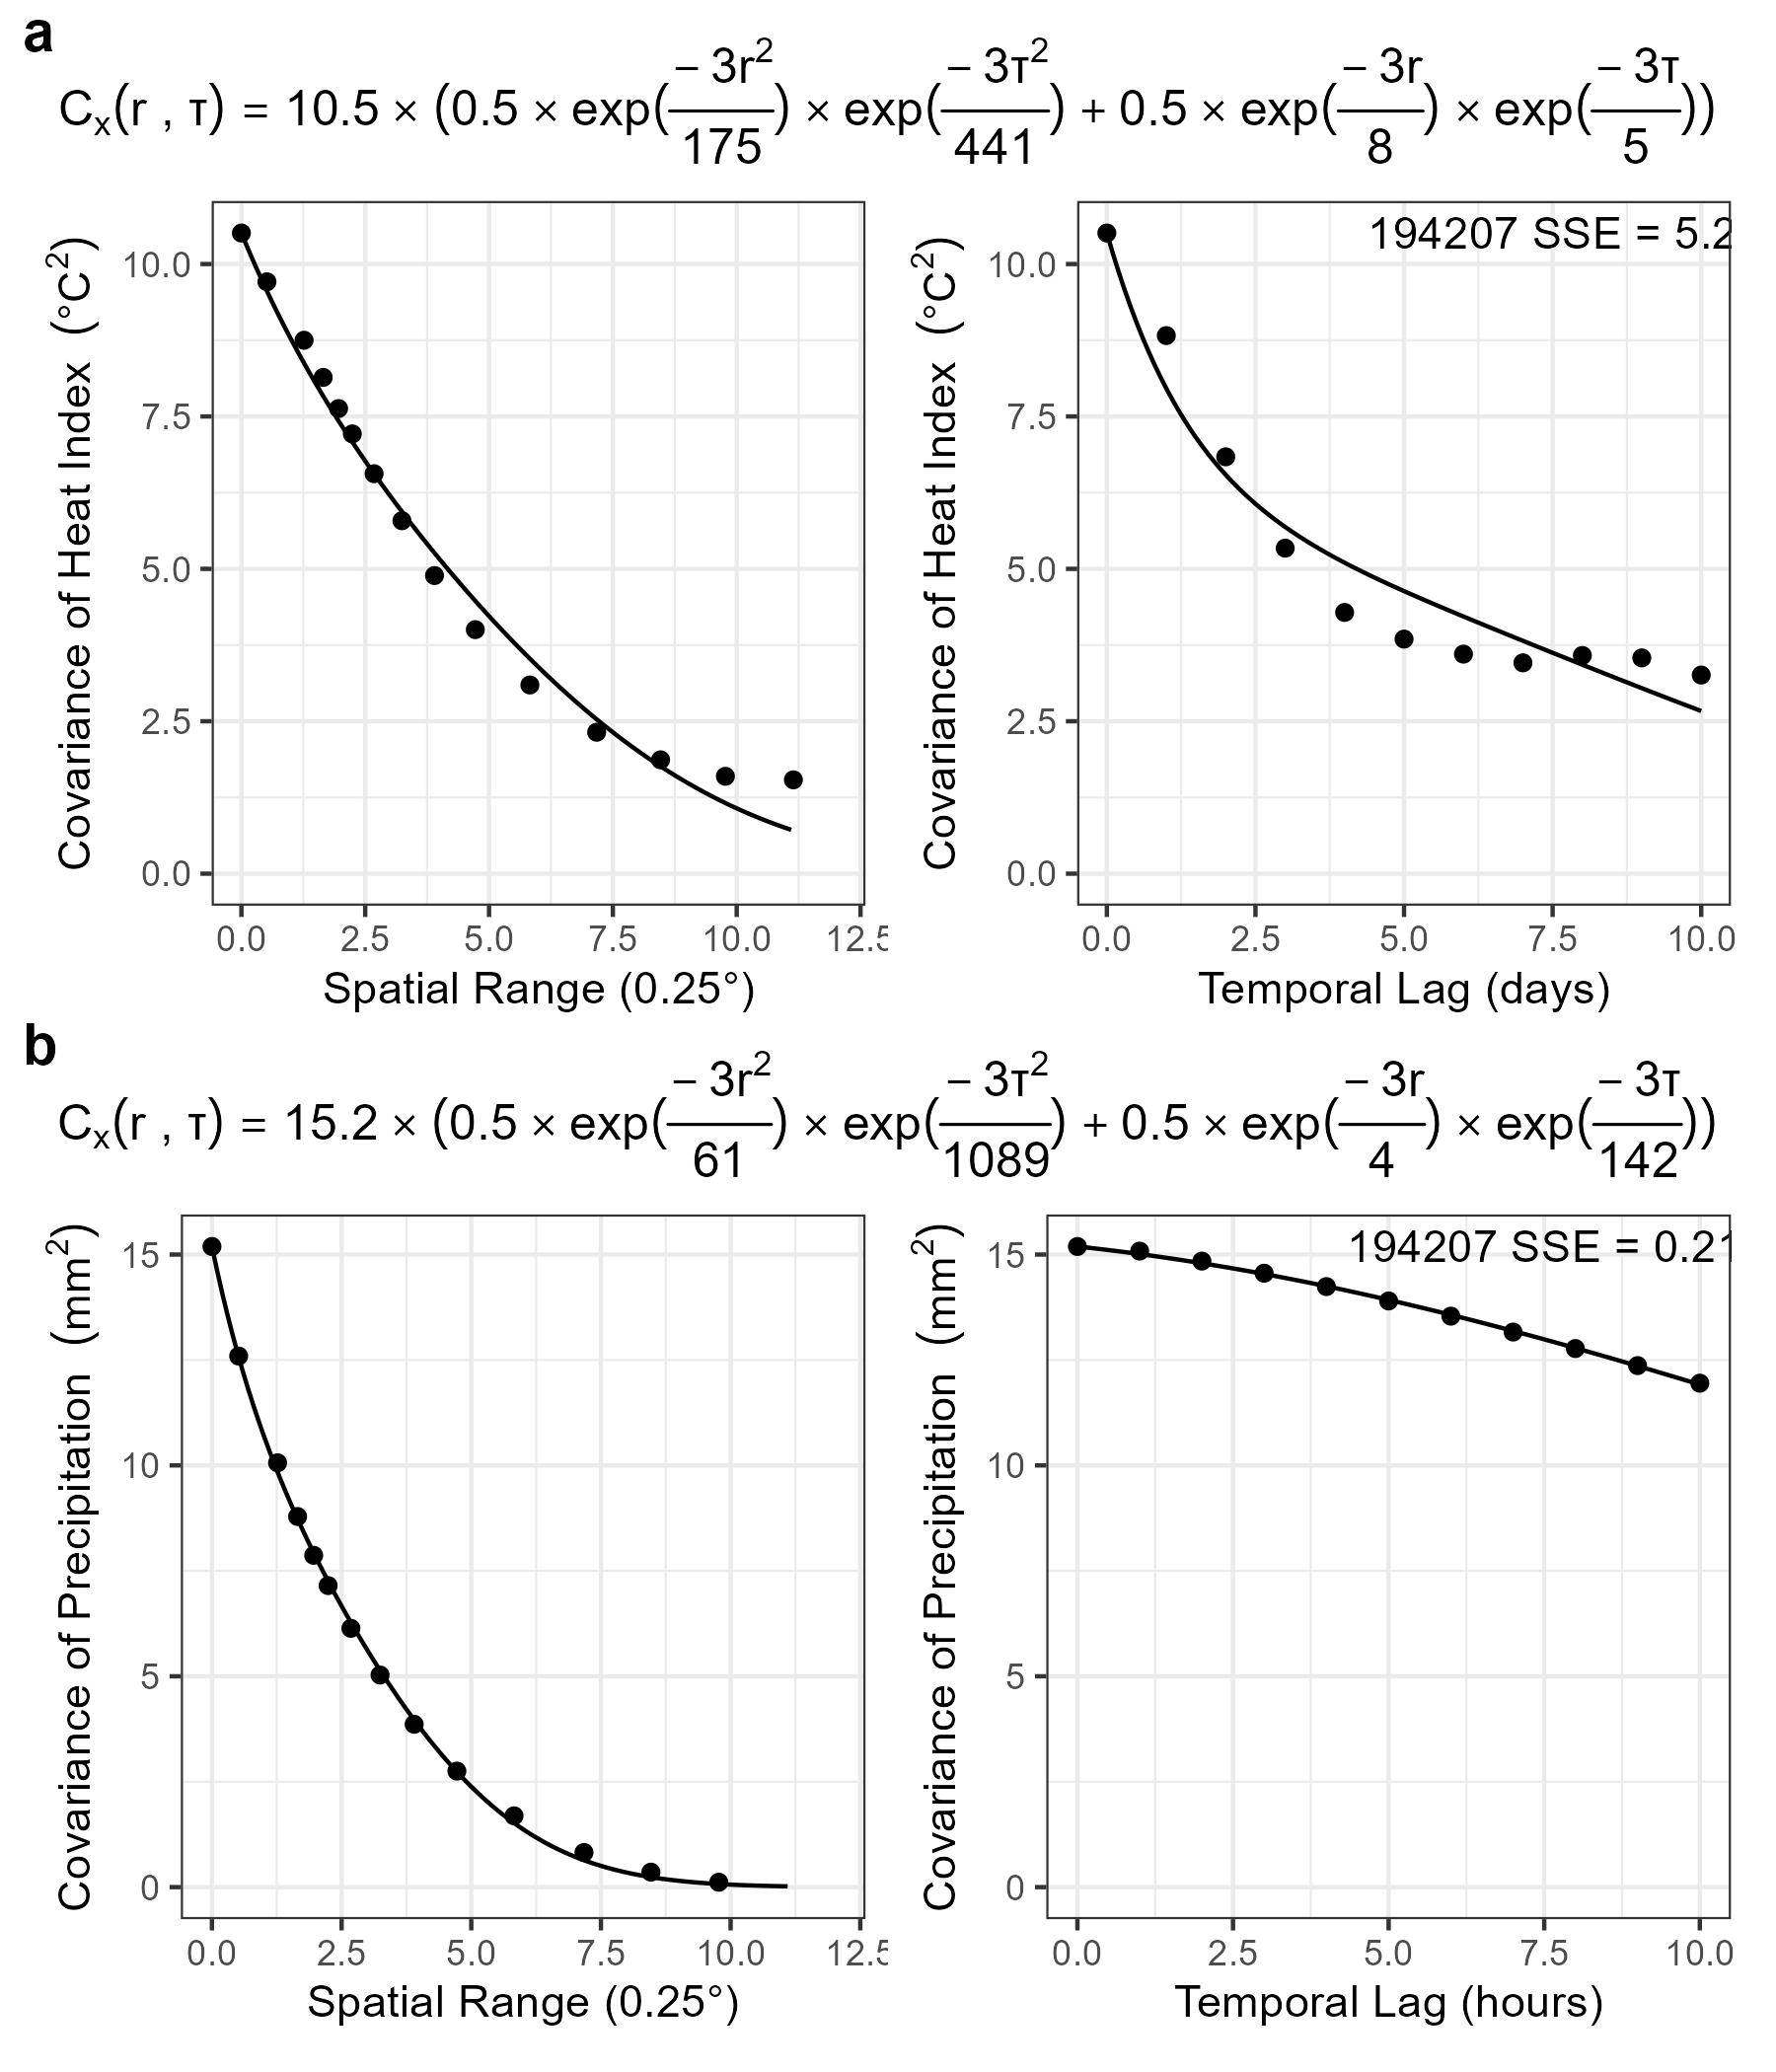 a
Cₓ(r , τ) = 10.5 × (0.5 × exp(− 3r²/175) × exp(− 3τ²/441) + 0.5 × exp(− 3r/8) × exp(− 3τ/5))
Covariance of Heat Index (°C²)
10.0
7.5
5.0
2.5
0.0
0.0 2.5 5.0 7.5 10.0 12.5
Spatial Range (0.25°)
194207 SSE = 5.2
Covariance of Heat Index (°C²)
10.0
7.5
5.0
2.5
0.0
0.0 2.5 5.0 7.5 10.0
Temporal Lag (days)
b
Cₓ(r , τ) = 15.2 × (0.5 × exp(− 3r²/61) × exp(− 3τ²/1089) + 0.5 × exp(− 3r/4) × exp(− 3τ/142))
Covariance of Precipitation (mm²)
15
10
5
0
0.0 2.5 5.0 7.5 10.0 12.5
Spatial Range (0.25°)
194207 SSE = 0.21
Covariance of Precipitation (mm²)
15
10
5
0
0.0 2.5 5.0 7.5 10.0
Temporal Lag (hours)